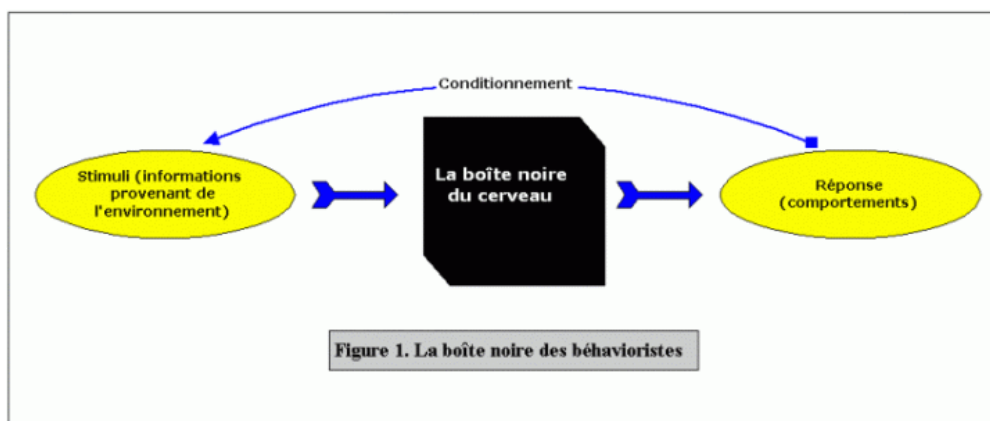 Conditionnement
Stimuli (informations
provenant de
l'environnement)
La boîte noire
du cerveau
Réponse
(comportements)
Figure 1. La boîte noire des béhavioristes